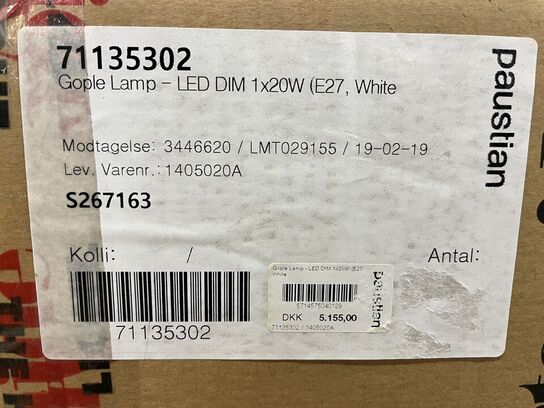 71135302
Gople Lamp - LED DIM 1x20W (E27, White
paustian
Modtagelse: 3446620 / LMT029155 / 19-02-19
Lev. Varenr.: 1405020A
S267163
Kolli: /
Antal:
71135302
Gople Lamp - LED DIM 1x20W (E27
White
5714575040129
DKK 5.155,00
71135302 / 1405020A
paustian